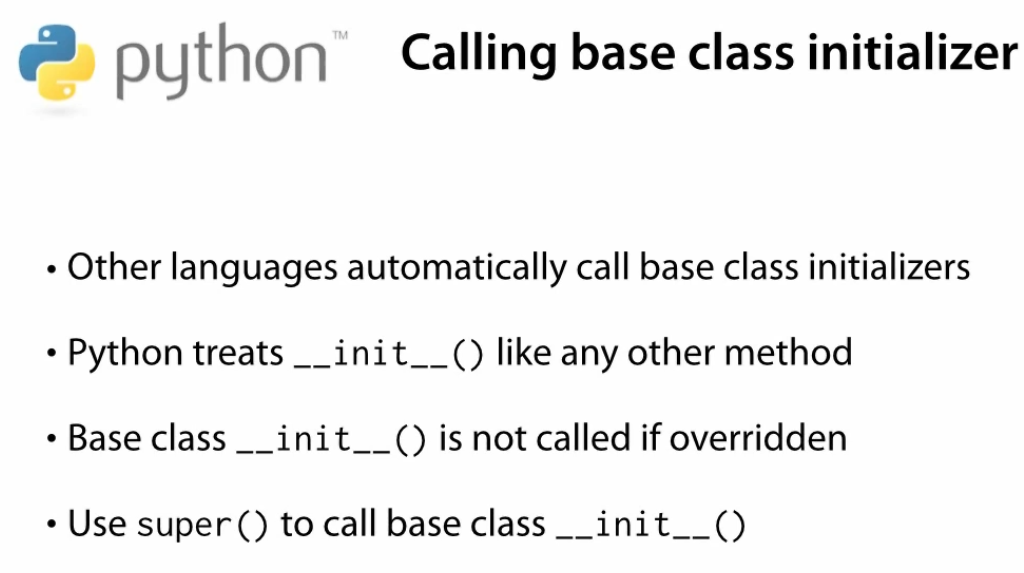 python™
Calling base class initializer
• Other languages automatically call base class initializers
• Python treats __init__() like any other method
• Base class __init__() is not called if overridden
• Use super() to call base class __init__()